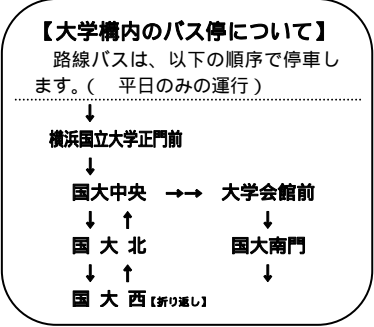 【大学構内のバス停について】
路線バスは、以下の順序で停車し
ます。( 平日のみの運行)
↓
横浜国立大学正門前
↓
国大中央 →→ 大学会館前
↓ ↑ ↓
国大北 国大南門
↓ ↑ ↓
国大西【折り返し】